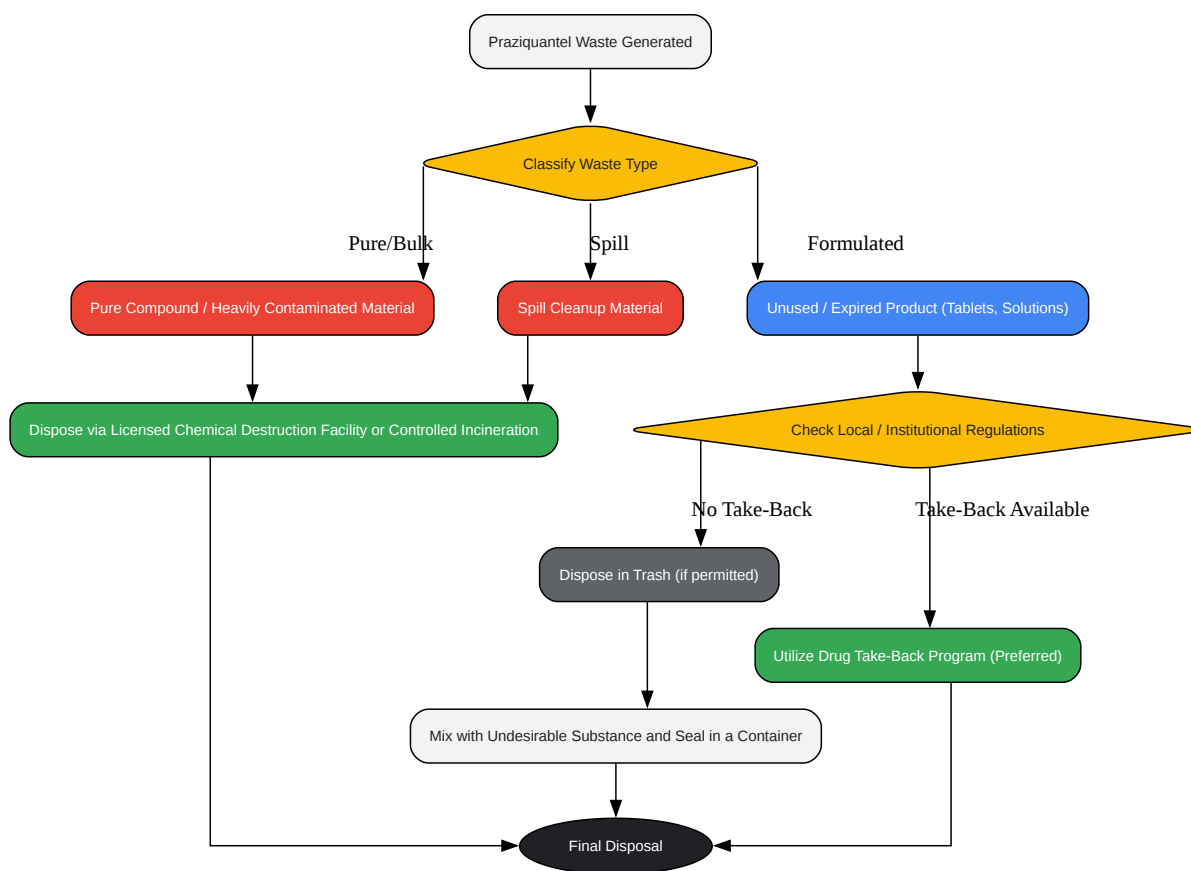 Praziquantel Waste Generated
Classify Waste Type
Pure/Bulk
Spill
Formulated
Pure Compound / Heavily Contaminated Material
Spill Cleanup Material
Unused / Expired Product (Tablets, Solutions)
Dispose via Licensed Chemical Destruction Facility or Controlled Incineration
Check Local / Institutional Regulations
No Take-Back
Take-Back Available
Dispose in Trash (if permitted)
Utilize Drug Take-Back Program (Preferred)
Mix with Undesirable Substance and Seal in a Container
Final Disposal